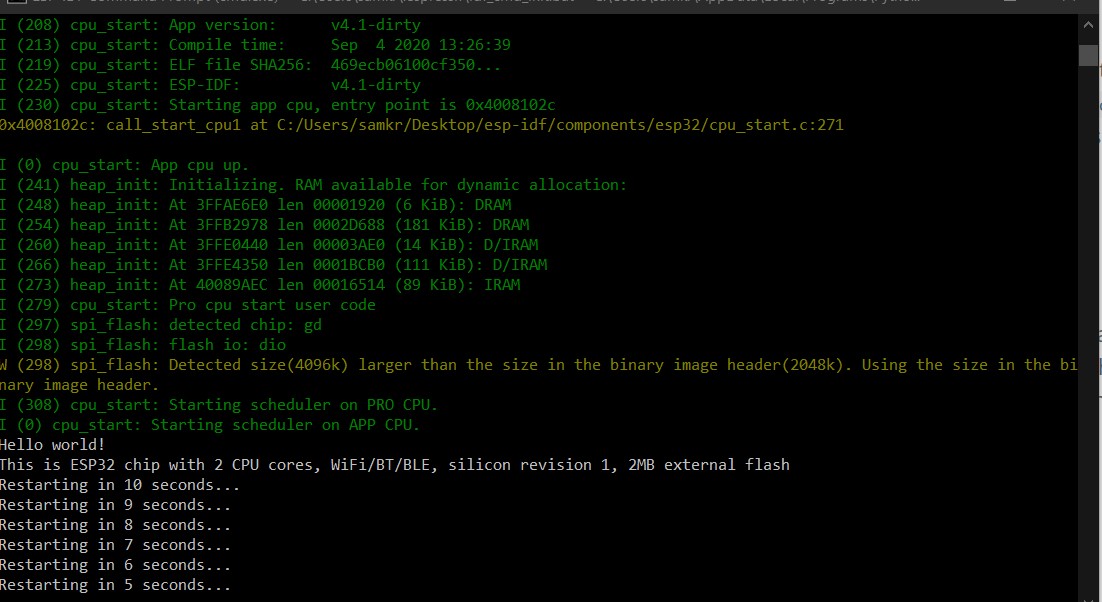 I (208) cpu_start: App version:      v4.1-dirty
I (213) cpu_start: Compile time:     Sep  4 2020 13:26:39
I (219) cpu_start: ELF file SHA256:  469ecb06100cf350...
I (225) cpu_start: ESP-IDF:          v4.1-dirty
I (230) cpu_start: Starting app cpu, entry point is 0x4008102c
0x4008102c: call_start_cpu1 at C:/Users/samkr/Desktop/esp-idf/components/esp32/cpu_start.c:271
I (0) cpu_start: App cpu up.
I (241) heap_init: Initializing. RAM available for dynamic allocation:
I (248) heap_init: At 3FFAE6E0 len 00001920 (6 KiB): DRAM
I (254) heap_init: At 3FFB2978 len 0002D688 (181 KiB): DRAM
I (260) heap_init: At 3FFE0440 len 00003AE0 (14 KiB): D/IRAM
I (266) heap_init: At 3FFE4350 len 0001BCB0 (111 KiB): D/IRAM
I (273) heap_init: At 40089AEC len 00016514 (89 KiB): IRAM
I (279) cpu_start: Pro cpu start user code
I (297) spi_flash: detected chip: gd
I (298) spi_flash: flash io: dio
W (298) spi_flash: Detected size(4096k) larger than the size in the binary image header(2048k). Using the size in the bi
nary image header.
I (308) cpu_start: Starting scheduler on PRO CPU.
I (0) cpu_start: Starting scheduler on APP CPU.
Hello world!
This is ESP32 chip with 2 CPU cores, WiFi/BT/BLE, silicon revision 1, 2MB external flash
Restarting in 10 seconds...
Restarting in 9 seconds...
Restarting in 8 seconds...
Restarting in 7 seconds...
Restarting in 6 seconds...
Restarting in 5 seconds...